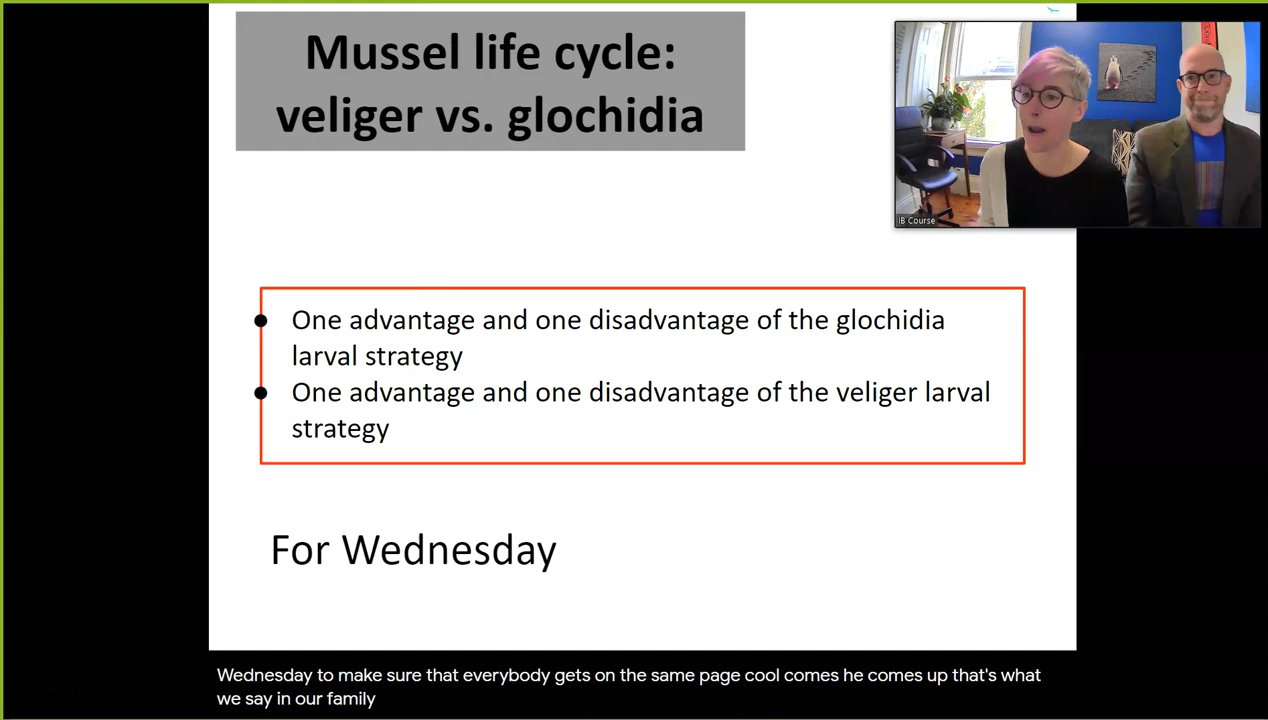 Mussel life cycle:
veliger vs. glochidia
IB Course
● One advantage and one disadvantage of the glochidia
larval strategy
● One advantage and one disadvantage of the veliger larval
strategy
For Wednesday
Wednesday to make sure that everybody gets on the same page cool comes he comes up that's what
we say in our family